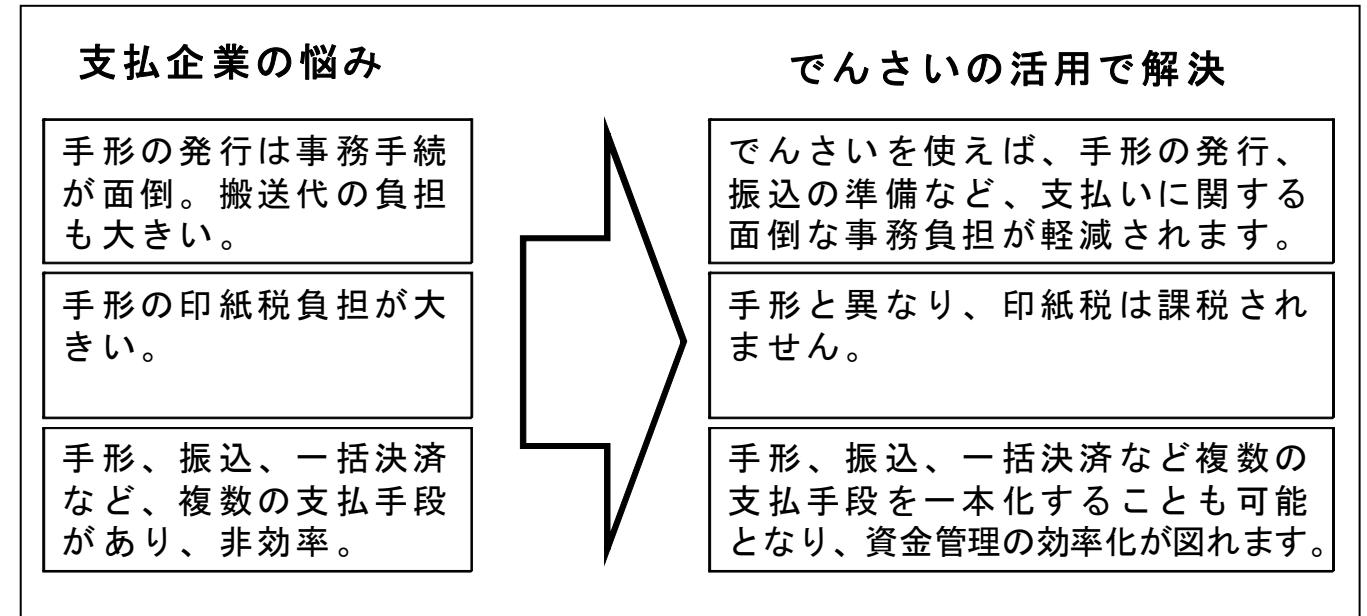 支払企業の悩み
手形の発行は事務手続
が面倒。搬送代の負担
も大きい。
手形の印紙税負担が大
きい。
手形、振込、一括決済
など、複数の支払手段
があり、非効率。
でんさいの活用で解決
でんさいを使えば、手形の発行、
振込の準備など、支払いに関する
面倒な事務負担が軽減されます。
手形と異なり、印紙税は課税され
ません。
手形、振込、一括決済など複数の
支払手段を一本化することも可能
となり、資金管理の効率化が図れます。